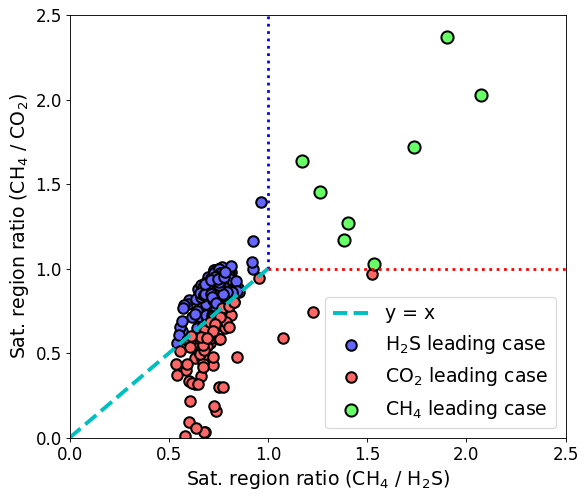 2.5
2.0
1.5
1.0
0.5
0.0
Sat. region ratio (CH₄ / CO₂)
y = x
H₂S leading case
CO₂ leading case
CH₄ leading case
0.0 0.5 1.0 1.5 2.0 2.5
Sat. region ratio (CH₄ / H₂S)